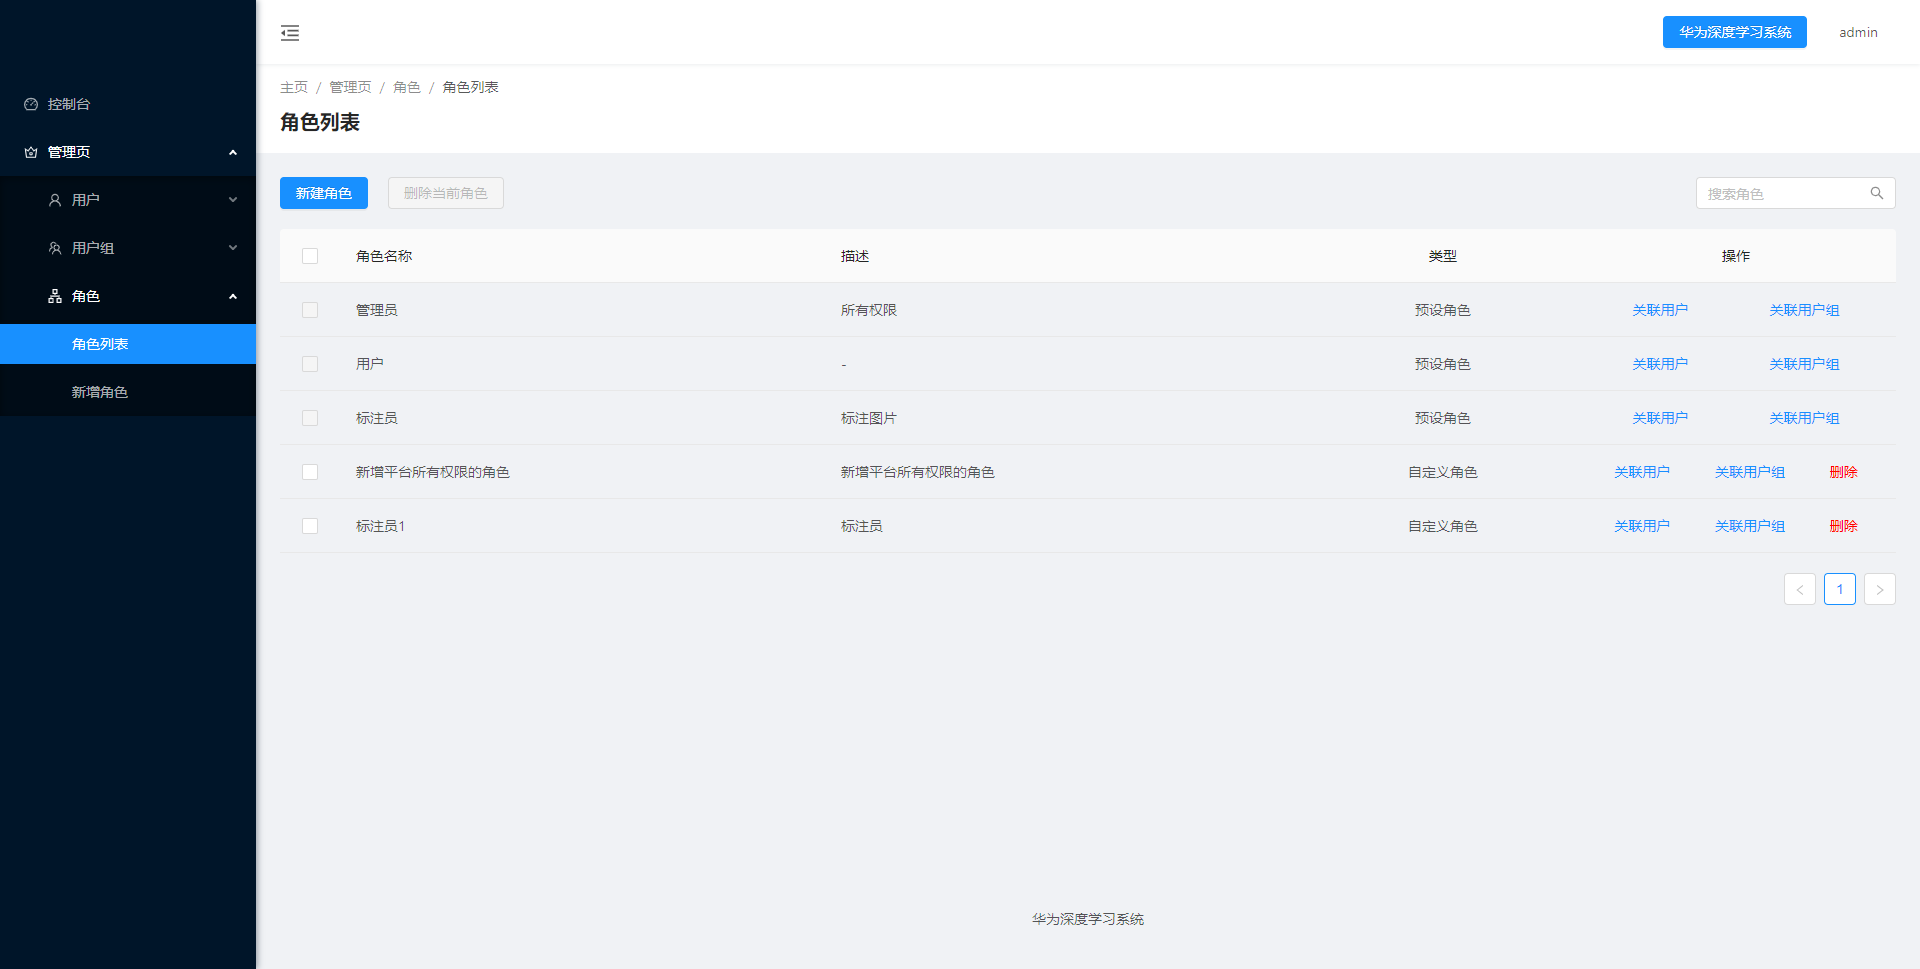 华为深度学习系统 admin
控制台
管理页
用户
用户组
角色
角色列表
新增角色
主页 / 管理页 / 角色 / 角色列表
角色列表
新建角色 删除当前角色 搜索角色
角色名称 描述 类型 操作
管理员 所有权限 预设角色 关联用户 关联用户组
用户 - 预设角色 关联用户 关联用户组
标注员 标注图片 预设角色 关联用户 关联用户组
新增平台所有权限的角色 新增平台所有权限的角色 自定义角色 关联用户 关联用户组 删除
标注员1 标注员 自定义角色 关联用户 关联用户组 删除
1
华为深度学习系统